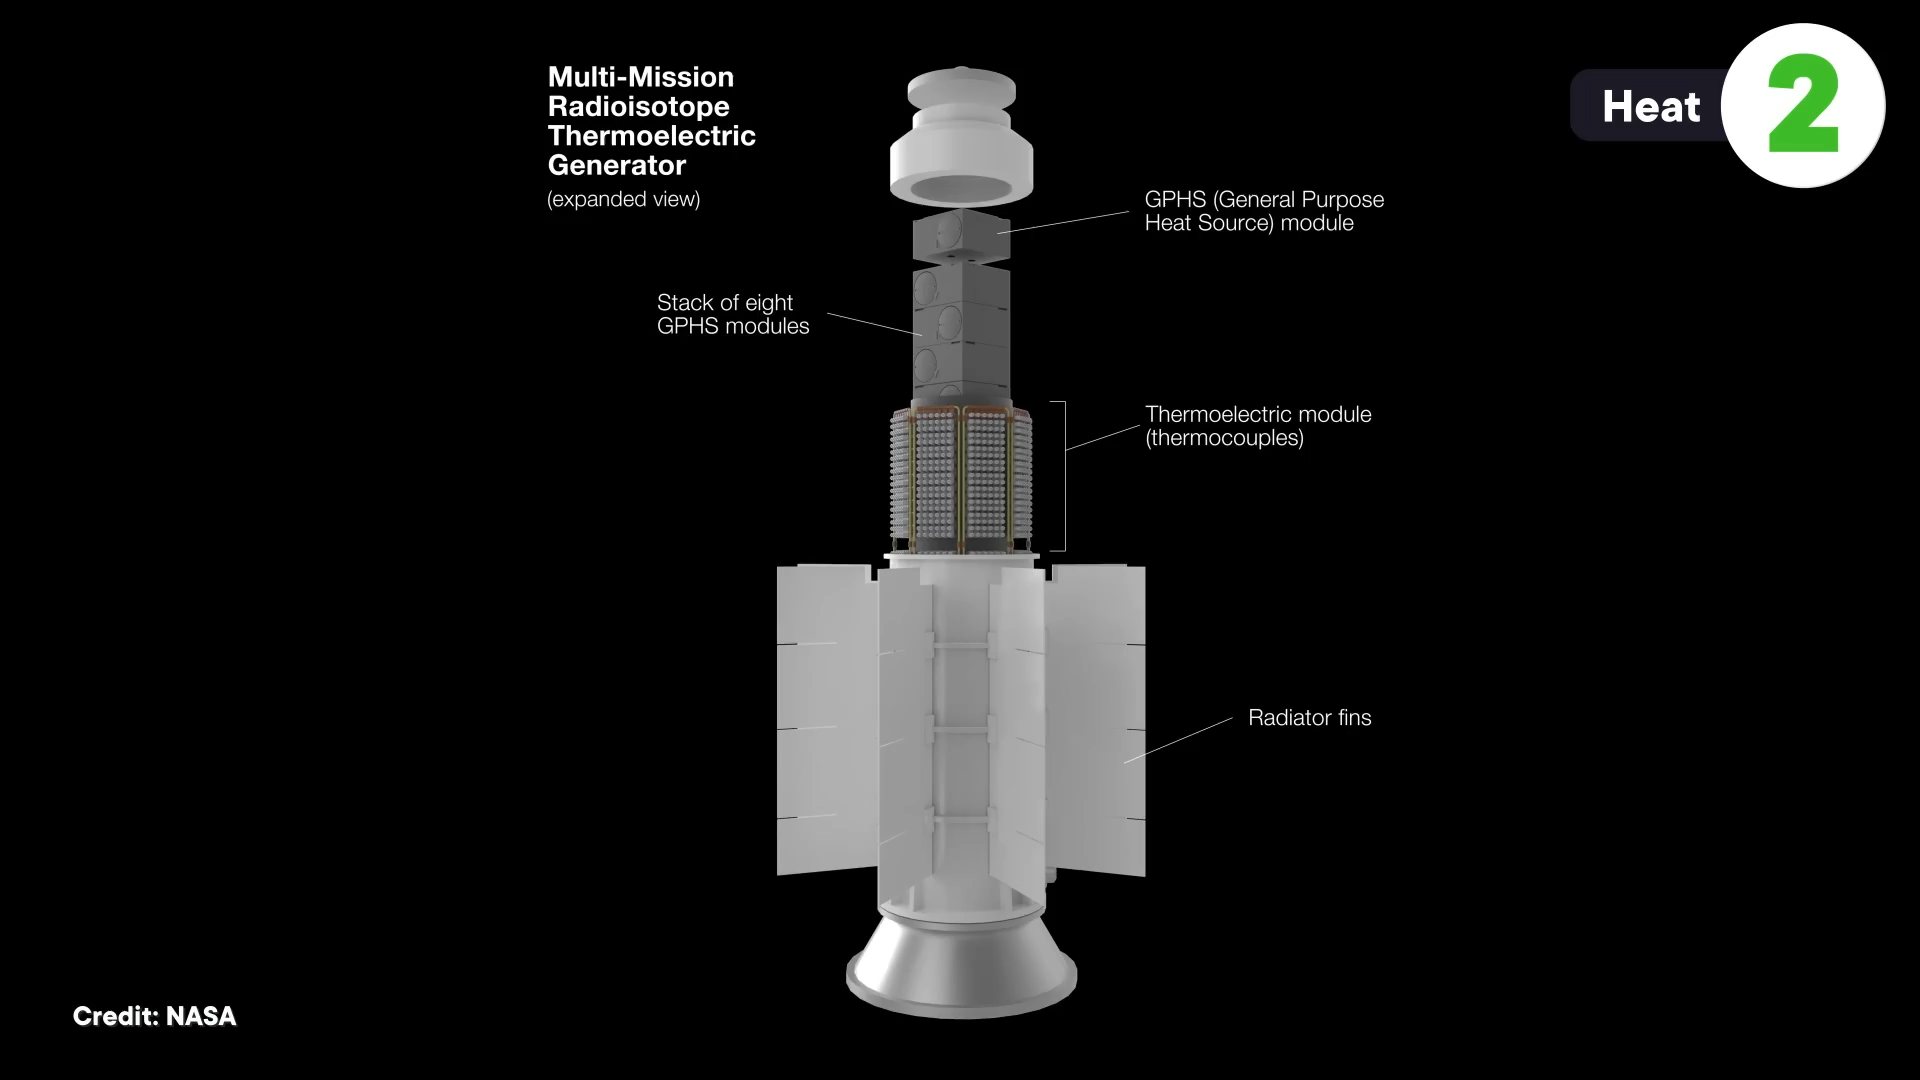 Multi-Mission
Radioisotope
Thermoelectric
Generator
(expanded view)
Heat
2
GPHS (General Purpose
Heat Source) module
Stack of eight
GPHS modules
Thermoelectric module
(thermocouples)
Radiator fins
Credit: NASA